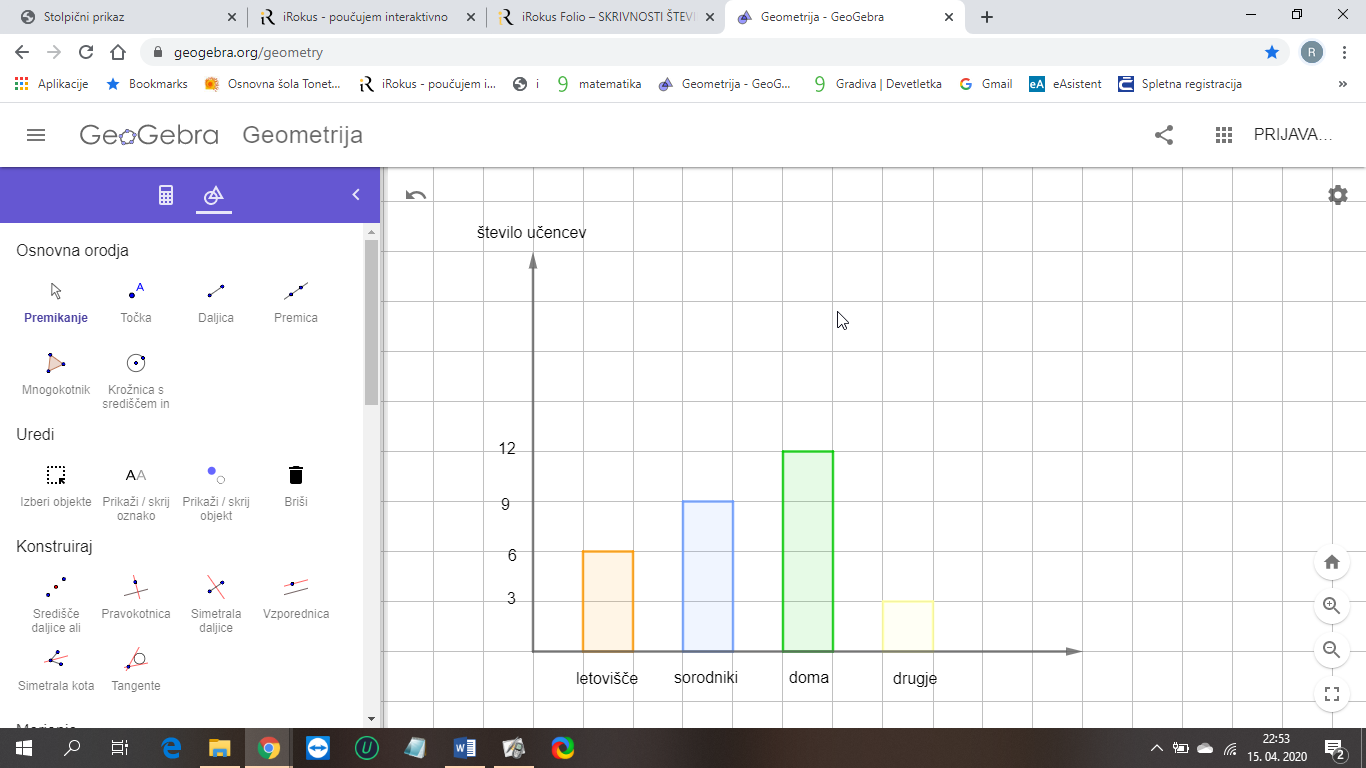 Stolpični prikaz
iRokus - poučujem interaktivno
iRokus Folio – SKRIVNOSTI ŠTEVI
Geometrija - GeoGebra
geogebra.org/geometry
R
Aplikacije
Bookmarks
Osnovna šola Tonet...
iRokus - poučujem i...
i
matematika
Geometrija - GeoG...
Gradiva | Devetletka
Gmail
eAsistent
Spletna registracija
GeoGebra Geometrija
PRIJAVA...
Osnovna orodja
Premikanje
Točka
Daljica
Premica
Mnogokotnik
Krožnica s
središčem in
Uredi
Izberi objekte
Prikaži / skrij
oznako
Prikaži / skrij
objekt
Briši
Konstruiraj
Središče
daljice ali
Pravokotnica
Simetrala
daljice
Vzporednica
Simetrala kota
Tangente
število učencev
12
9
6
3
letovišče
sorodniki
doma
drugje
22:53
15. 04. 2020
2